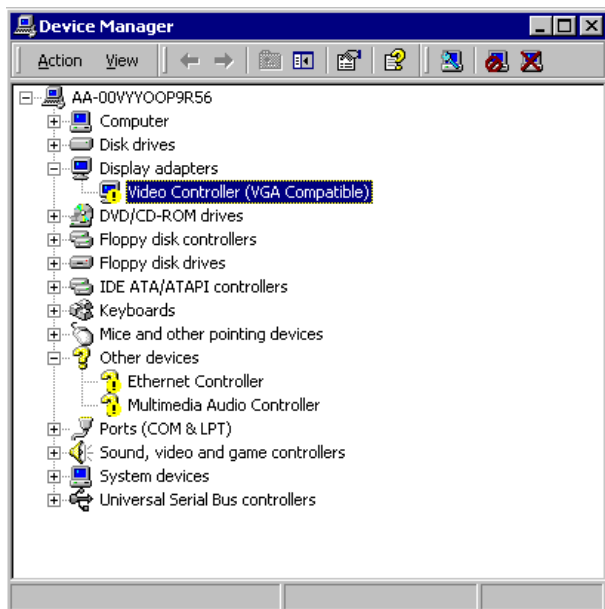 Device Manager
Action View
AA-00VYYOOP9R56
Computer
Disk drives
Display adapters
Video Controller (VGA Compatible)
DVD/CD-ROM drives
Floppy disk controllers
Floppy disk drives
IDE ATA/ATAPI controllers
Keyboards
Mice and other pointing devices
Other devices
Ethernet Controller
Multimedia Audio Controller
Ports (COM & LPT)
Sound, video and game controllers
System devices
Universal Serial Bus controllers